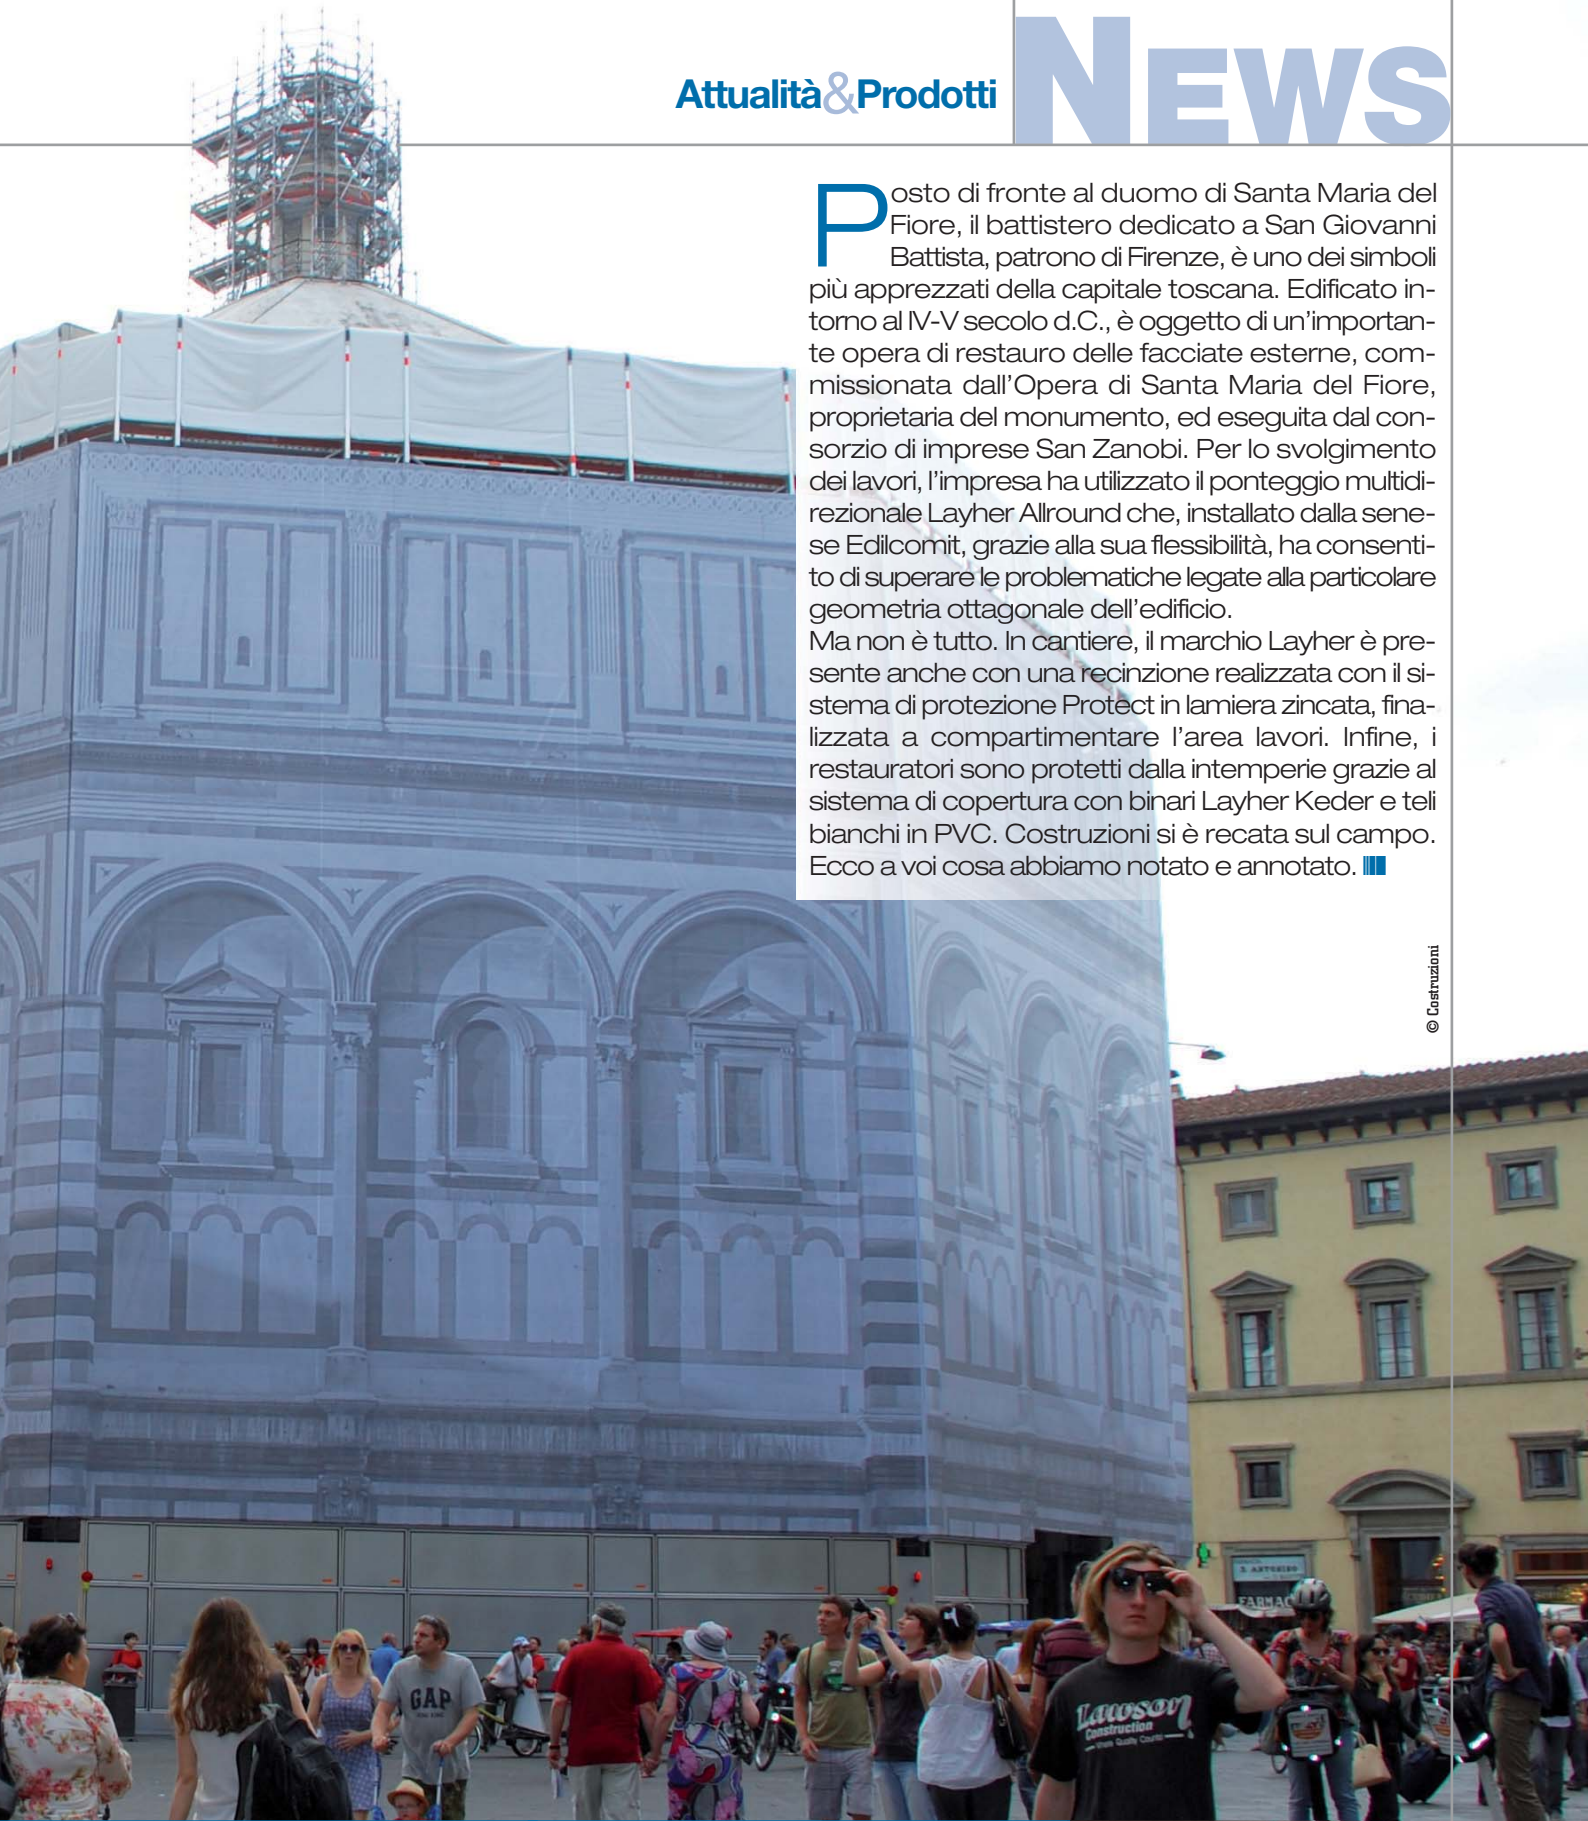 Attualità&Prodotti
NEWS
Posto di fronte al duomo di Santa Maria del
Fiore, il battistero dedicato a San Giovanni
Battista, patrono di Firenze, è uno dei simboli
più apprezzati della capitale toscana. Edificato in-
torno al IV-V secolo d.C., è oggetto di un'importan-
te opera di restauro delle facciate esterne, com-
missionata dall'Opera di Santa Maria del Fiore,
proprietaria del monumento, ed eseguita dal con-
sorzio di imprese San Zanobi. Per lo svolgimento
dei lavori, l'impresa ha utilizzato il ponteggio multidi-
rezionale Layher Allround che, installato dalla sene-
se Edilcomit, grazie alla sua flessibilità, ha consenti-
to di superare le problematiche legate alla particolare
geometria ottagonale dell'edificio.
Ma non è tutto. In cantiere, il marchio Layher è pre-
sente anche con una recinzione realizzata con il si-
stema di protezione Protect in lamiera zincata, fina-
lizzata a compartimentare l'area lavori. Infine, i
restauratori sono protetti dalla intemperie grazie al
sistema di copertura con binari Layher Keder e teli
bianchi in PVC. Costruzioni si è recata sul campo.
Ecco a voi cosa abbiamo notato e annotato.
© Costruzioni
S. ANTONINO
FARMAC
GAP
Lawson
Construction
Quality Counts